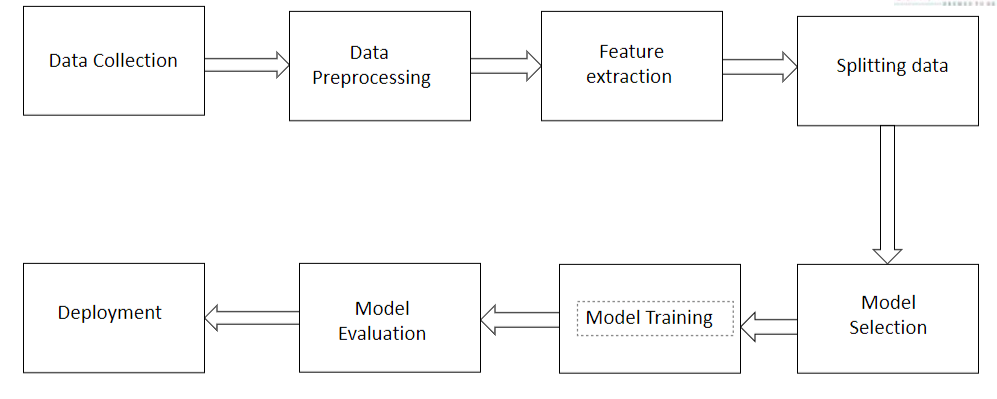 Data Collection
Data
Preprocessing
Feature
extraction
Splitting data
Model
Selection
Model Training
Model
Evaluation
Deployment